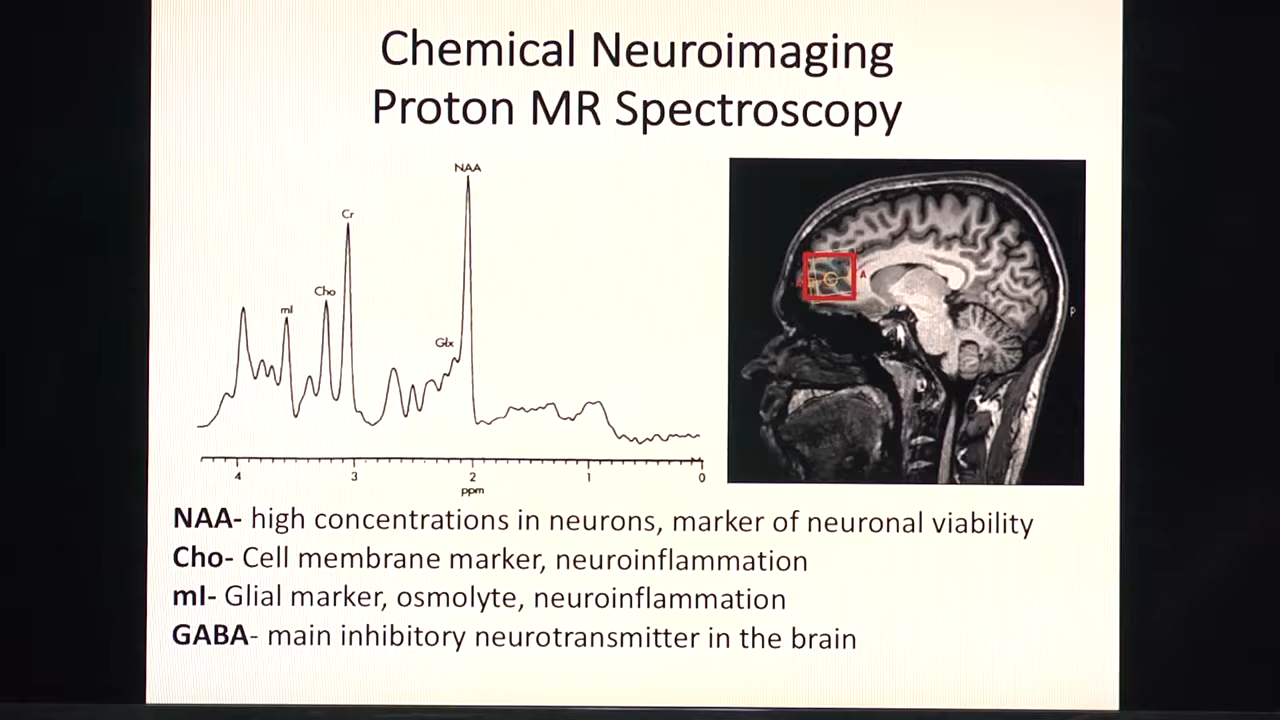 Chemical Neuroimaging
Proton MR Spectroscopy
NAA
Cr
Cho
mI
Glx
4 3 2 1 0
ppm
A
P
NAA- high concentrations in neurons, marker of neuronal viability
Cho- Cell membrane marker, neuroinflammation
mI- Glial marker, osmolyte, neuroinflammation
GABA- main inhibitory neurotransmitter in the brain